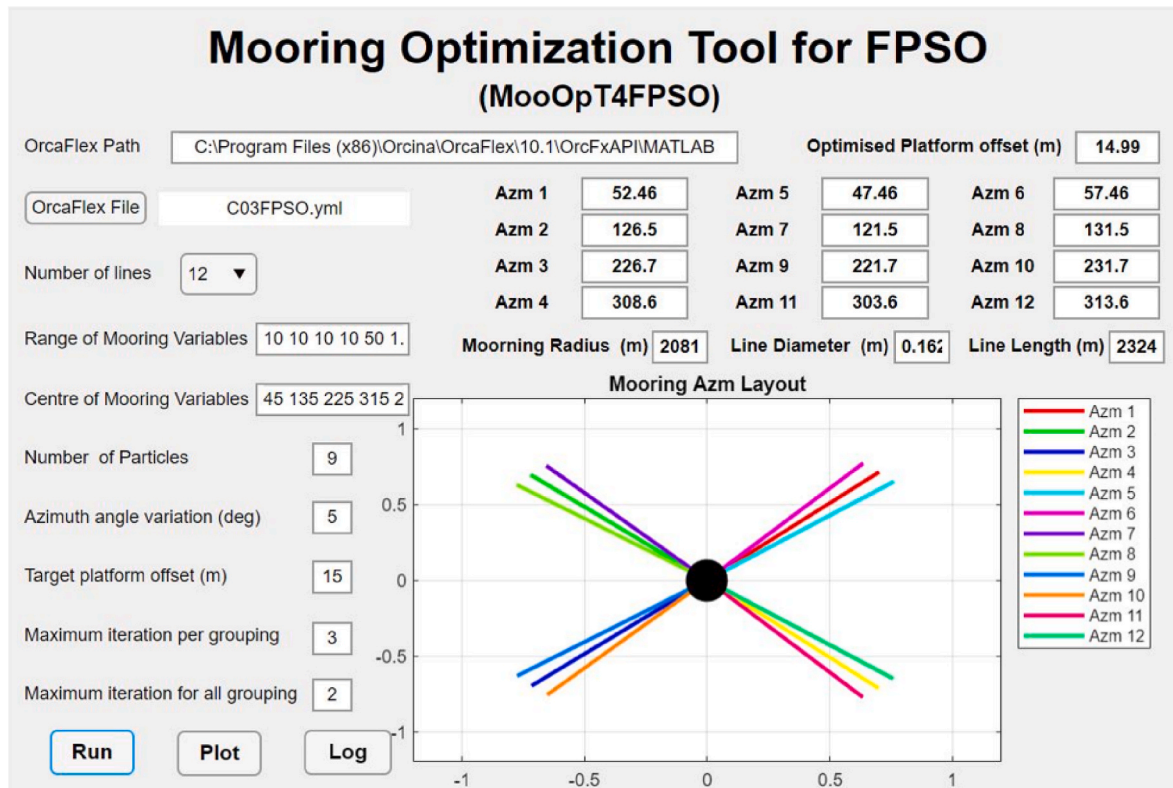 Mooring Optimization Tool for FPSO
(MooOpT4FPSO)
OrcaFlex Path C:\Program Files (x86)\Orcina\OrcaFlex\10.1\OrcFxAPI\MATLAB Optimised Platform offset (m) 14.99
OrcaFlex File C03FPSO.yml
Azm 1 52.46 Azm 5 47.46 Azm 6 57.46
Azm 2 126.5 Azm 7 121.5 Azm 8 131.5
Azm 3 226.7 Azm 9 221.7 Azm 10 231.7
Azm 4 308.6 Azm 11 303.6 Azm 12 313.6
Number of lines 12
Range of Mooring Variables 10 10 10 10 50 1.
Moorning Radius (m) 2081 Line Diameter (m) 0.162 Line Length (m) 2324
Centre of Mooring Variables 45 135 225 315 2
Number of Particles 9
Azimuth angle variation (deg) 5
Target platform offset (m) 15
Maximum iteration per grouping 3
Maximum iteration for all grouping 2
Run Plot Log
Mooring Azm Layout
1
0.5
0
-0.5
-1
-1 -0.5 0 0.5 1
Azm 1
Azm 2
Azm 3
Azm 4
Azm 5
Azm 6
Azm 7
Azm 8
Azm 9
Azm 10
Azm 11
Azm 12